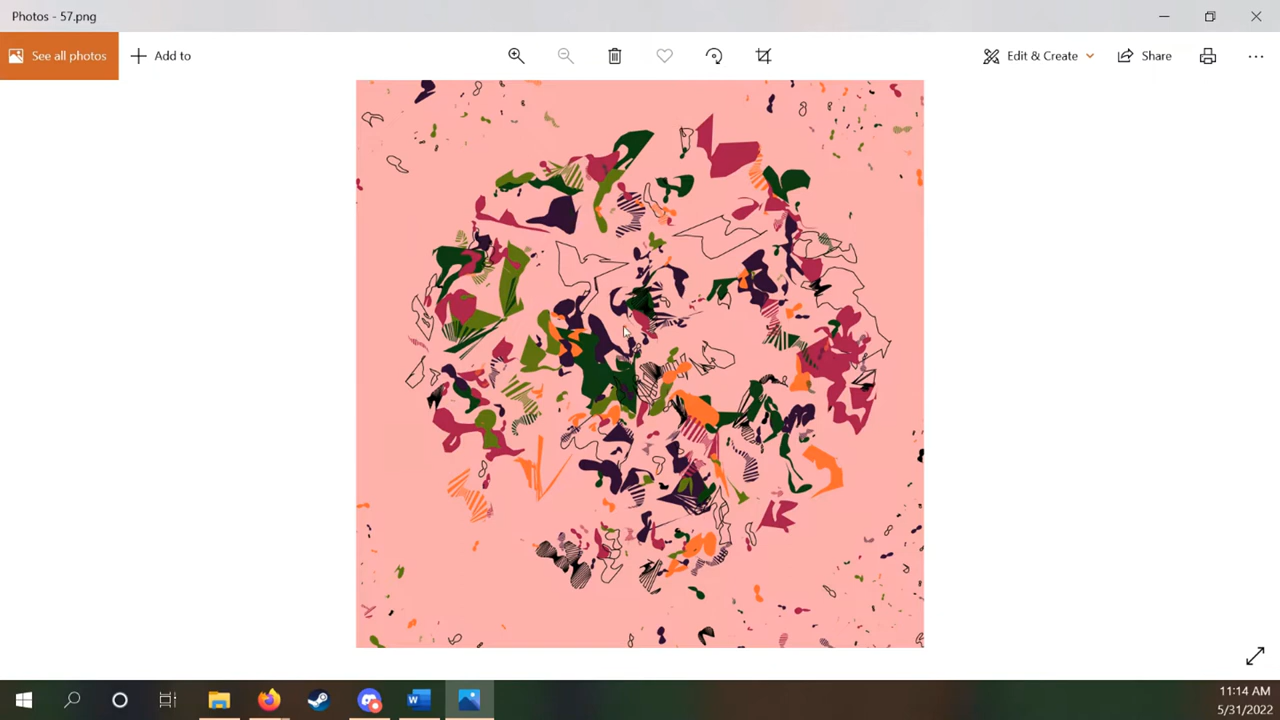 Photos - 57.png
See all photos
Add to
Edit & Create
Share
W
11:14 AM
5/31/2022